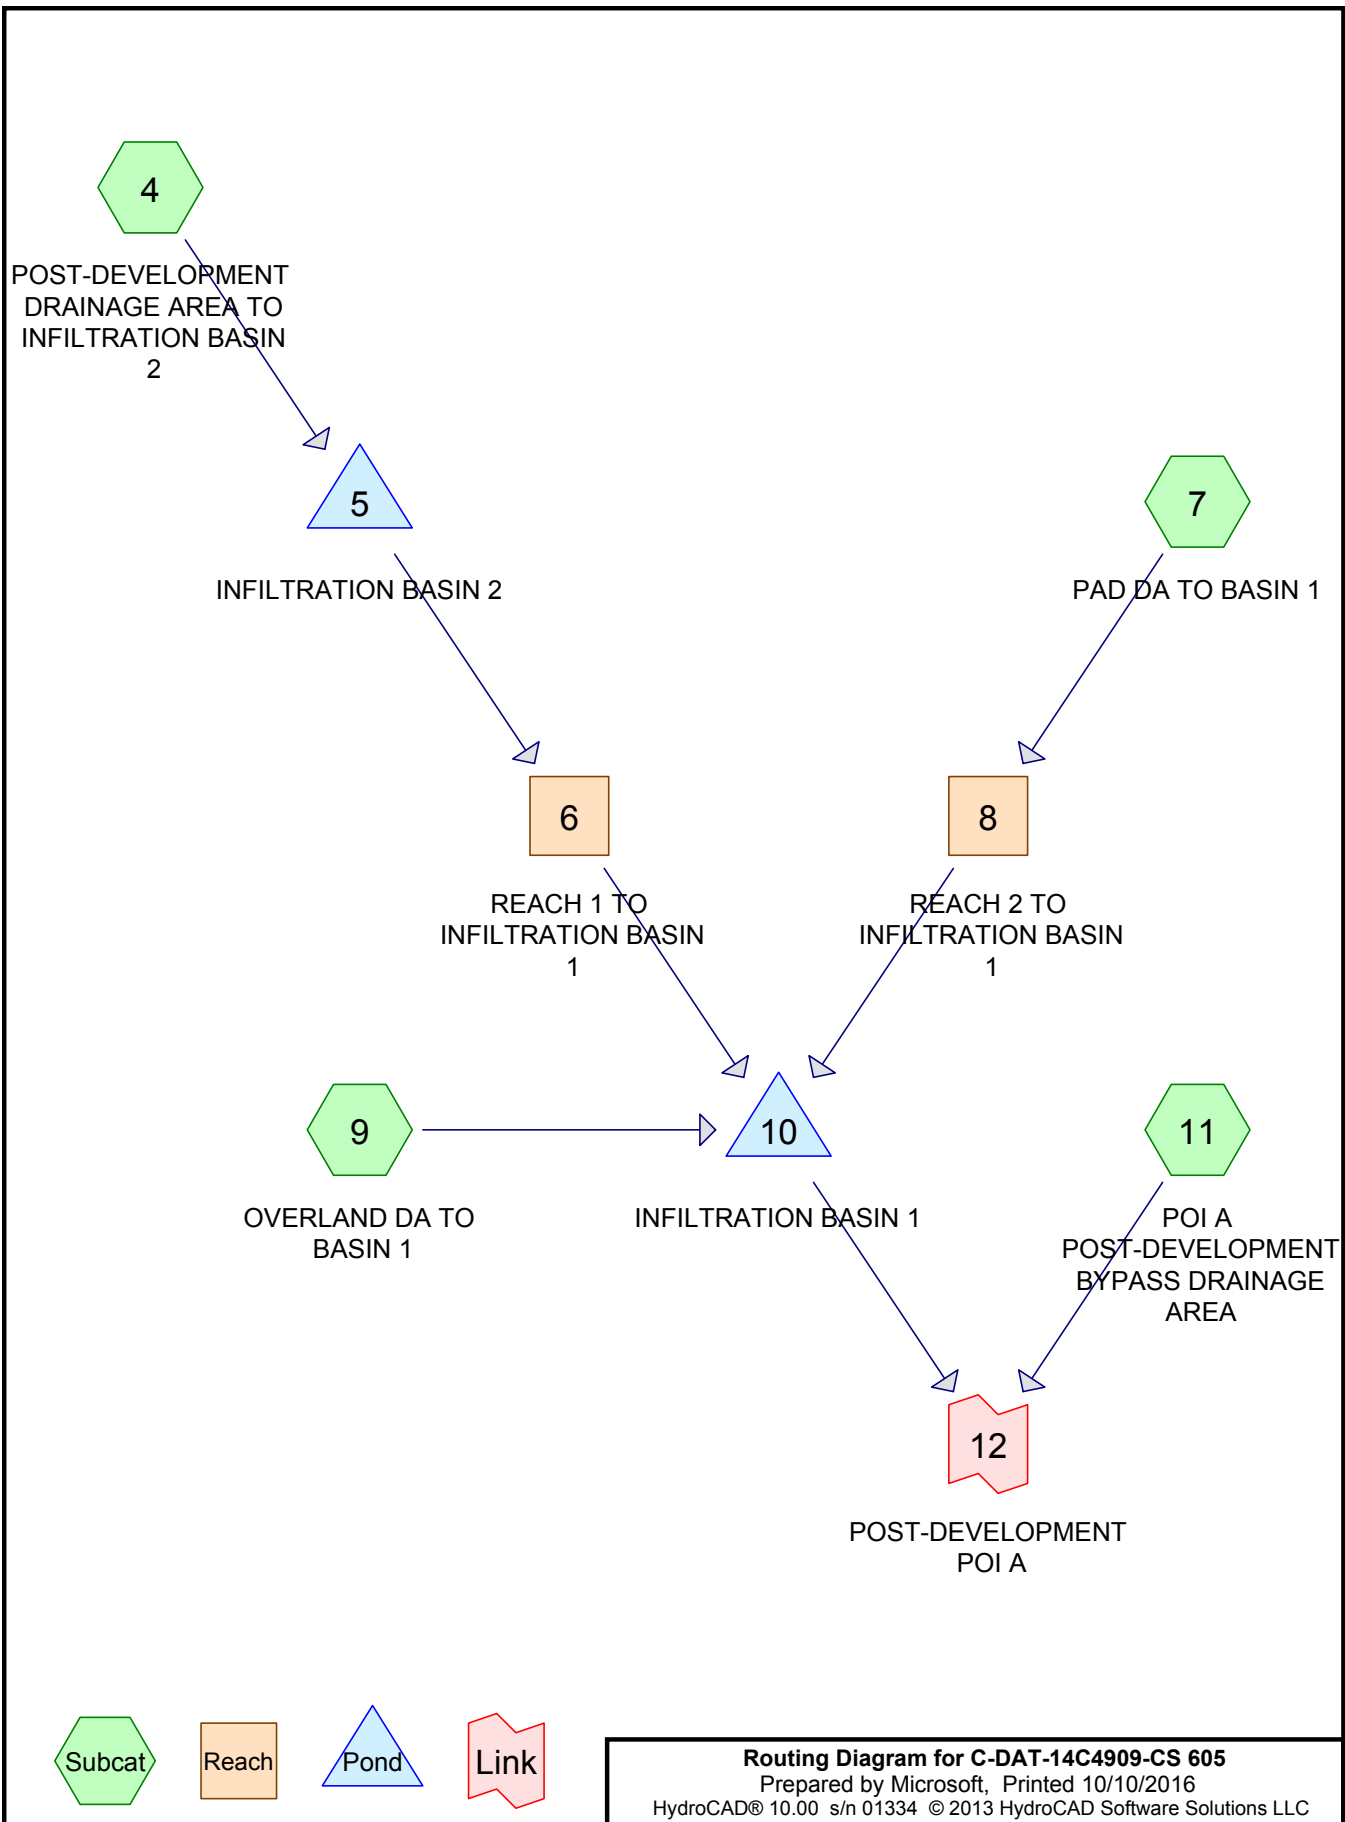 4
POST-DEVELOPMENT
DRAINAGE AREA TO
INFILTRATION BASIN
2
5
INFILTRATION BASIN 2
7
PAD DA TO BASIN 1
6
REACH 1 TO
INFILTRATION BASIN
1
8
REACH 2 TO
INFILTRATION BASIN
1
9
OVERLAND DA TO
BASIN 1
10
INFILTRATION BASIN 1
11
POI A
POST-DEVELOPMENT
BYPASS DRAINAGE
AREA
12
POST-DEVELOPMENT
POI A
Subcat
Reach
Pond
Link
Routing Diagram for C-DAT-14C4909-CS 605
Prepared by Microsoft, Printed 10/10/2016
HydroCAD® 10.00 s/n 01334 © 2013 HydroCAD Software Solutions LLC